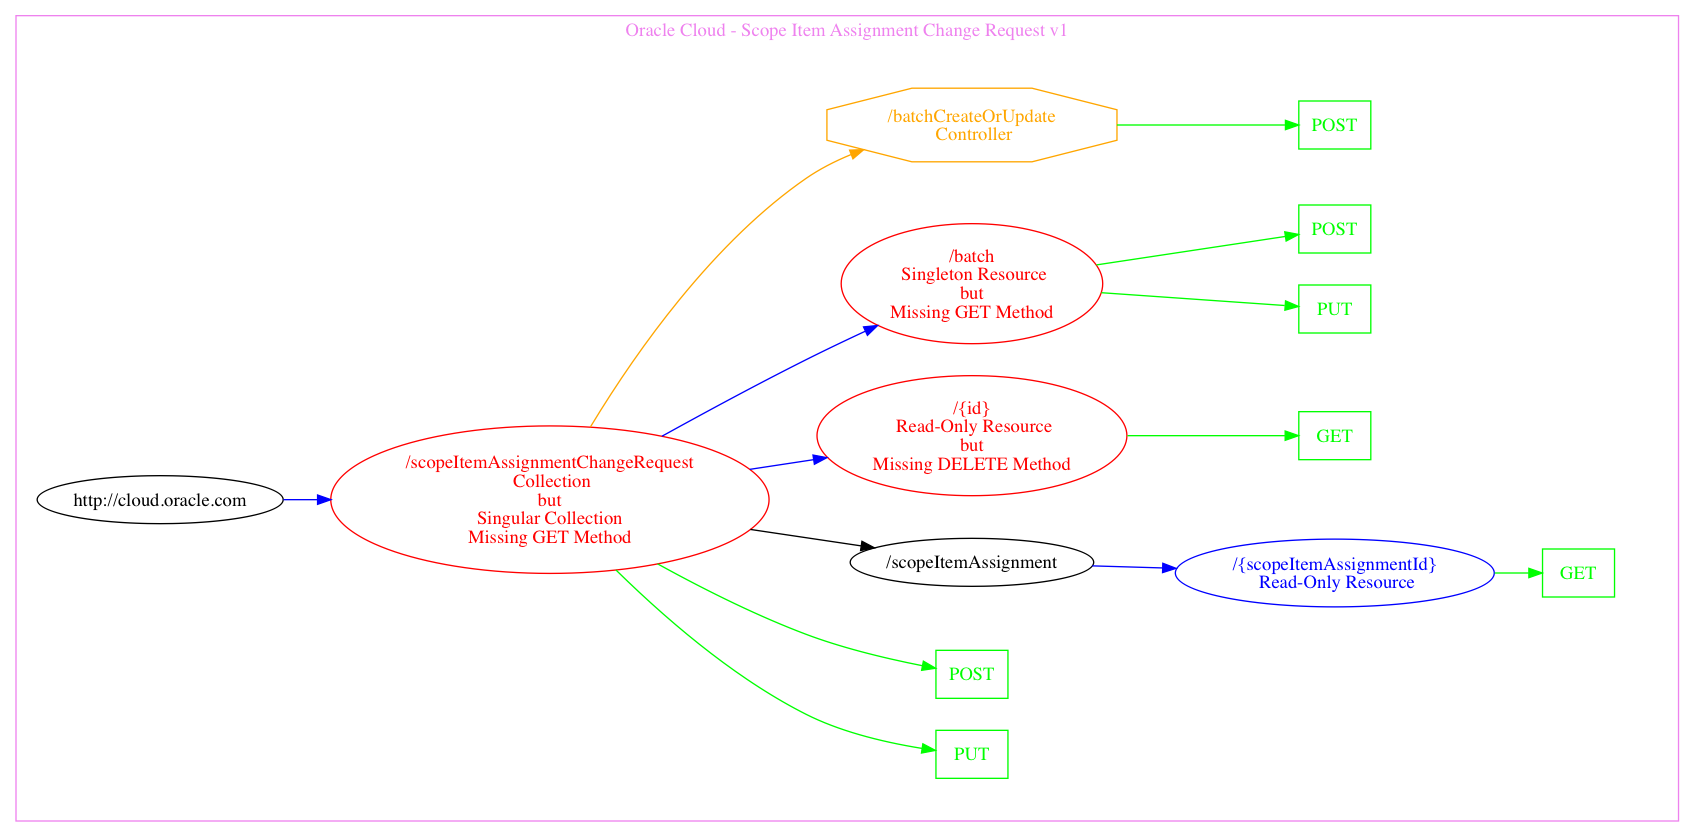 Oracle Cloud - Scope Item Assignment Change Request v1
/batchCreateOrUpdate
Controller
POST
/batch
Singleton Resource
but
Missing GET Method
POST
PUT
/{id}
Read-Only Resource
but
Missing DELETE Method
GET
http://cloud.oracle.com
/scopeItemAssignmentChangeRequest
Collection
but
Singular Collection
Missing GET Method
/scopeItemAssignment
/{scopeItemAssignmentId}
Read-Only Resource
GET
POST
PUT